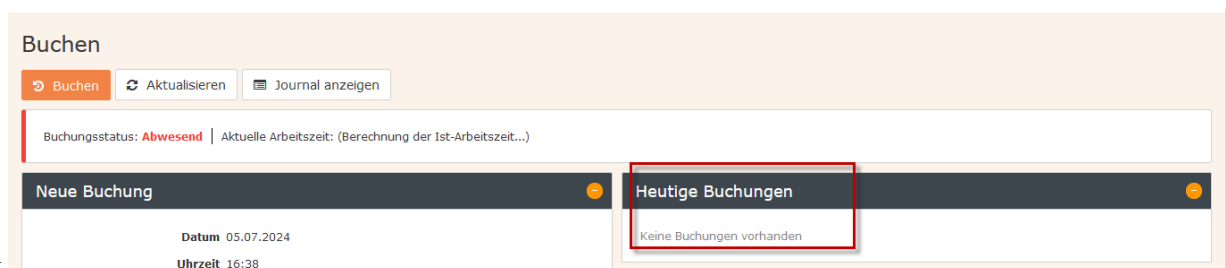 Buchen
Buchen Aktualisieren Journal anzeigen
Buchungsstatus: Abwesend | Aktuelle Arbeitszeit: (Berechnung der Ist-Arbeitszeit...)
Neue Buchung
Datum 05.07.2024
Uhrzeit 16:38
Heutige Buchungen
Keine Buchungen vorhanden